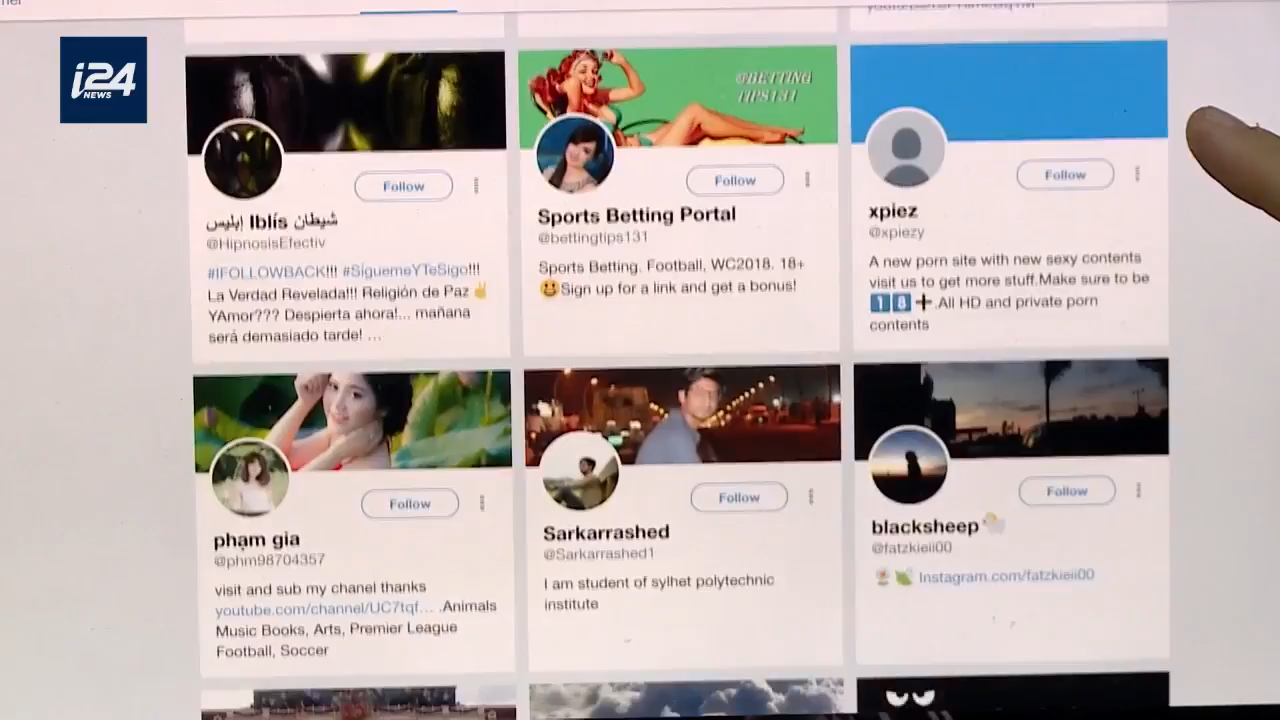 i24
NEWS
@BETTING
TIPS131
Follow
Follow
Follow
شيطان Iblís إبليس
@HipnosisEfectiv
#IFOLLOWBACK!!! #SíguemeYTeSigo!!!
La Verdad Revelada!!! Religión de Paz ✌
YAmor??? Despierta ahora!... mañana
será demasiado tarde! ...
Sports Betting Portal
@bettingtips131
Sports Betting. Football, WC2018. 18+
😃Sign up for a link and get a bonus!
xpiez
@xpiezy
A new porn site with new sexy contents
visit us to get more stuff.Make sure to be
1️⃣8️⃣➕.All HD and private porn
contents
Follow
Follow
Follow
phạm gia
@phm98704357
visit and sub my chanel thanks
youtube.com/channel/UC7tqf... .Animals
Music Books, Arts, Premier League
Football, Soccer
Sarkarrashed
@Sarkarrashed1
I am student of sylhet polytechnic
institute
blacksheep
@fatzkieii00
Instagram.com/fatzkieii00